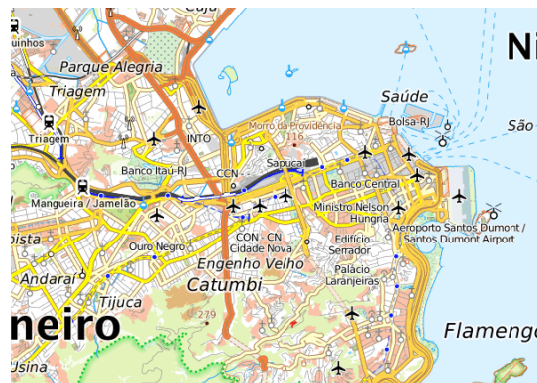 Caju
Ni
uinhos
Parque Alegria
Triagem
Saúde
Bolsa-RJ
São
INTO
Morro da Providência
116
Triagem
Sapucaí
Banco Itaú-RJ
CCN -
Banco Central
Mangueira / Jamelão
Ministro Nelson
Hungria
Aeroporto Santos Dumont /
Santos Dumont Airport
CON - CN
Cidade Nova
Edifício
Serrador
Ouro Negro
Engenho Velho
Palácio
Laranjeiras
Andaraí
Catumbi
Tijuca
279
neiro
Flamengo
Usina